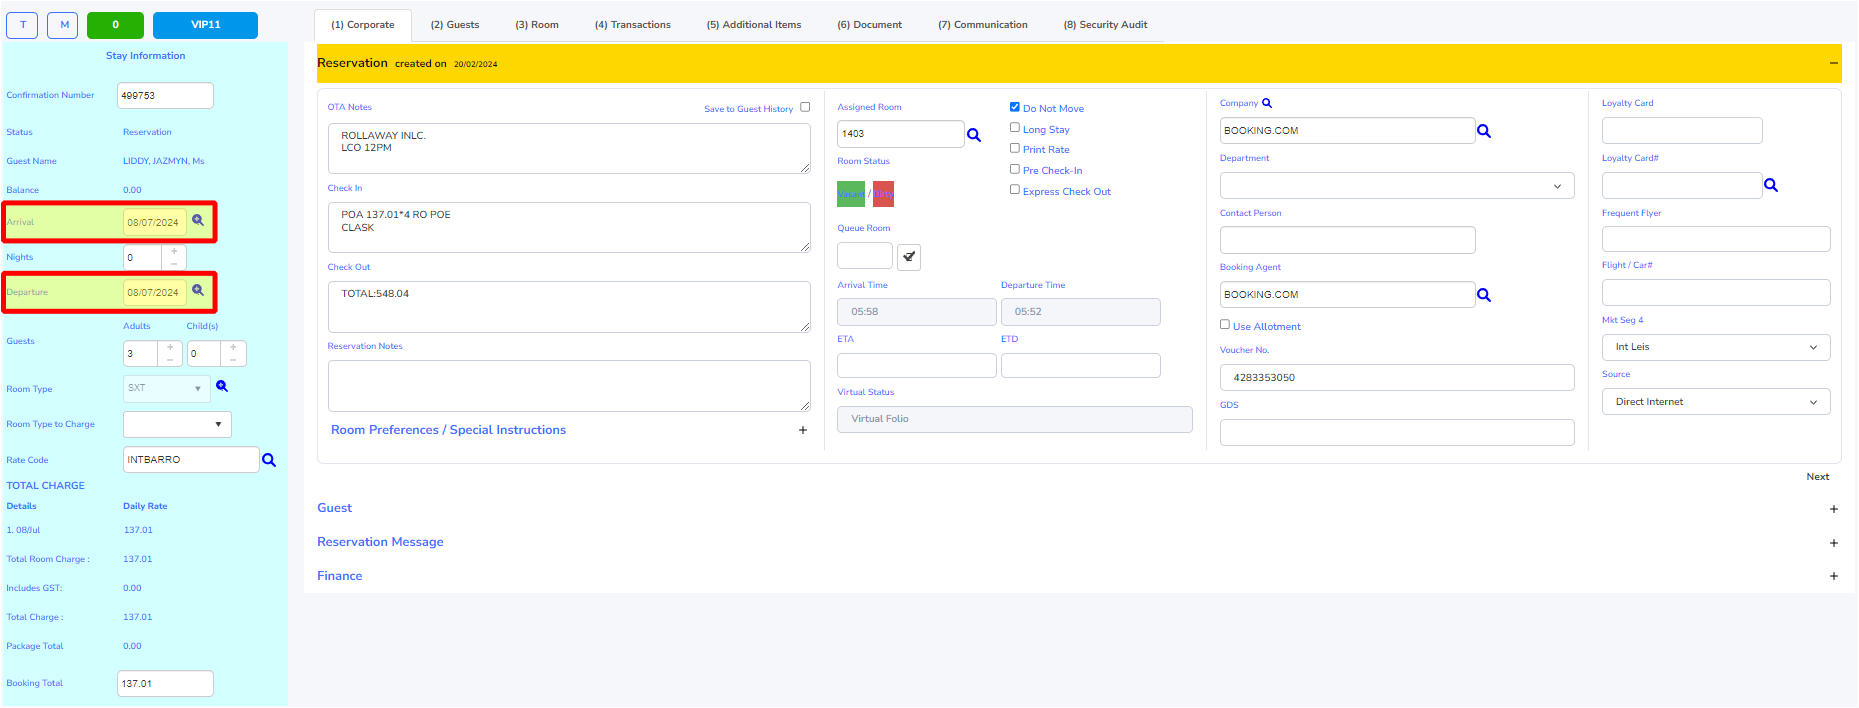 T M 0 VIP11
Stay Information
Confirmation Number 499753
Status Reservation
Guest Name LIDDY, JAZMYN, Ms
Balance 0.00
Arrival 08/07/2024
Nights 0
Departure 08/07/2024
Adults Child(s)
Guests 3 0
Room Type SXT
Room Type to Charge
Rate Code INTBARRO
TOTAL CHARGE
Details Daily Rate
1. 08/Jul 137.01
Total Room Charge : 137.01
Includes GST: 0.00
Total Charge : 137.01
Package Total 0.00
Booking Total 137.01
(1) Corporate (2) Guests (3) Room (4) Transactions (5) Additional Items (6) Document (7) Communication (8) Security Audit
Reservation created on 20/02/2024
OTA Notes Save to Guest History
ROLLAWAY INLC.
LCO 12PM
Check In
POA 137.01*4 RO POE
CLASK
Check Out
TOTAL:548.04
Reservation Notes
Room Preferences / Special Instructions +
Assigned Room
1403
Room Status
Vacant / Dirty
Queue Room
Do Not Move
Long Stay
Print Rate
Pre Check-In
Express Check Out
Arrival Time Departure Time
05:58 05:52
ETA ETD
Virtual Status
Virtual Folio
Company
BOOKING.COM
Department
Contact Person
Booking Agent
BOOKING.COM
Use Allotment
Voucher No.
4283353050
GDS
Loyalty Card
Loyalty Card#
Frequent Flyer
Flight / Car#
Mkt Seg 4
Int Leis
Source
Direct Internet
Next
Guest +
Reservation Message +
Finance +